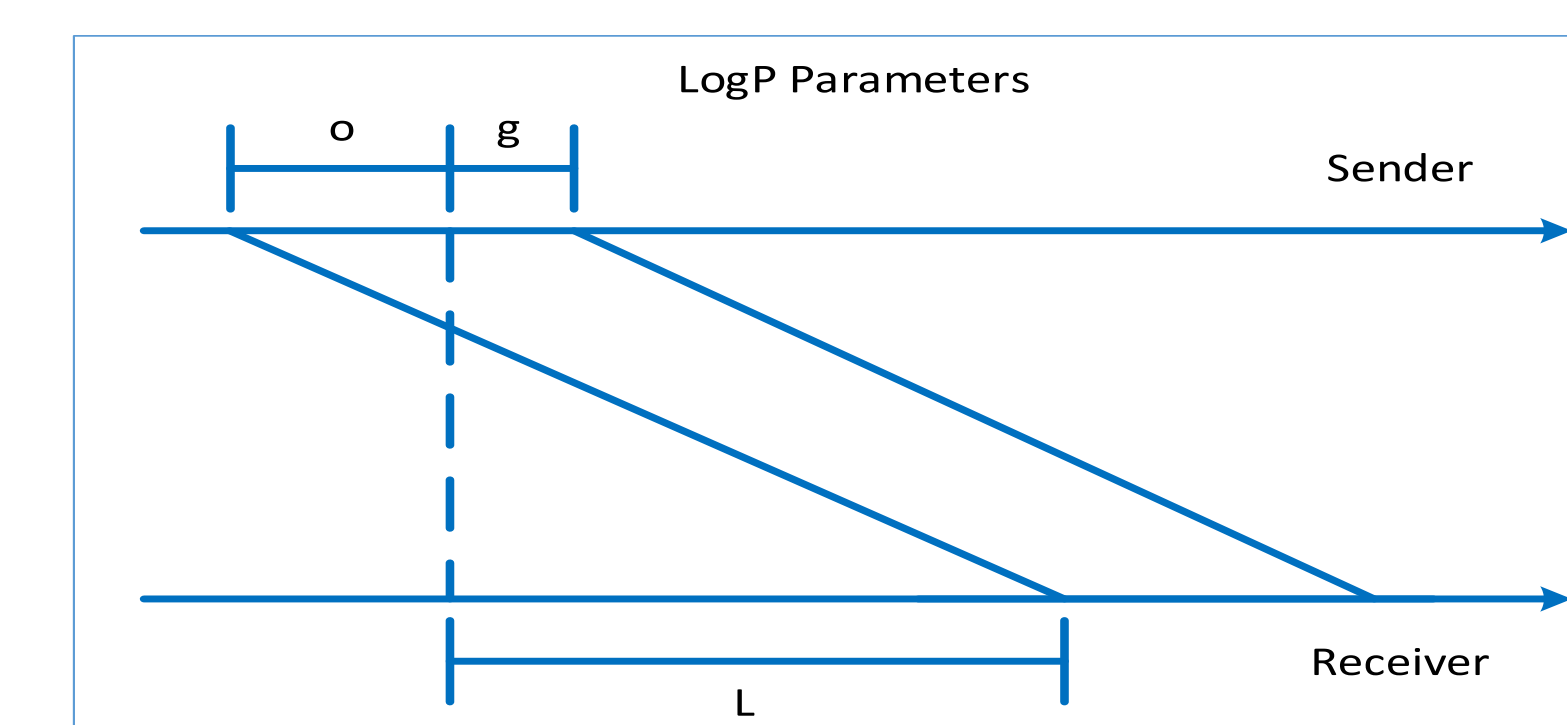 LogP Parameters
o
g
Sender
Receiver
L